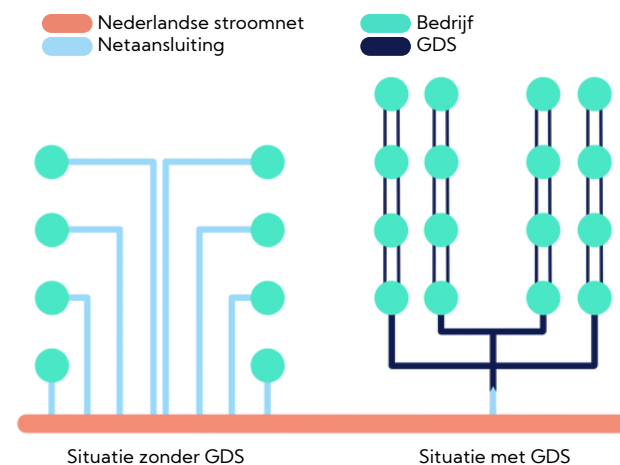 Nederlandse stroomnet
Netaansluiting
Bedrijf
GDS
Situatie zonder GDS
Situatie met GDS